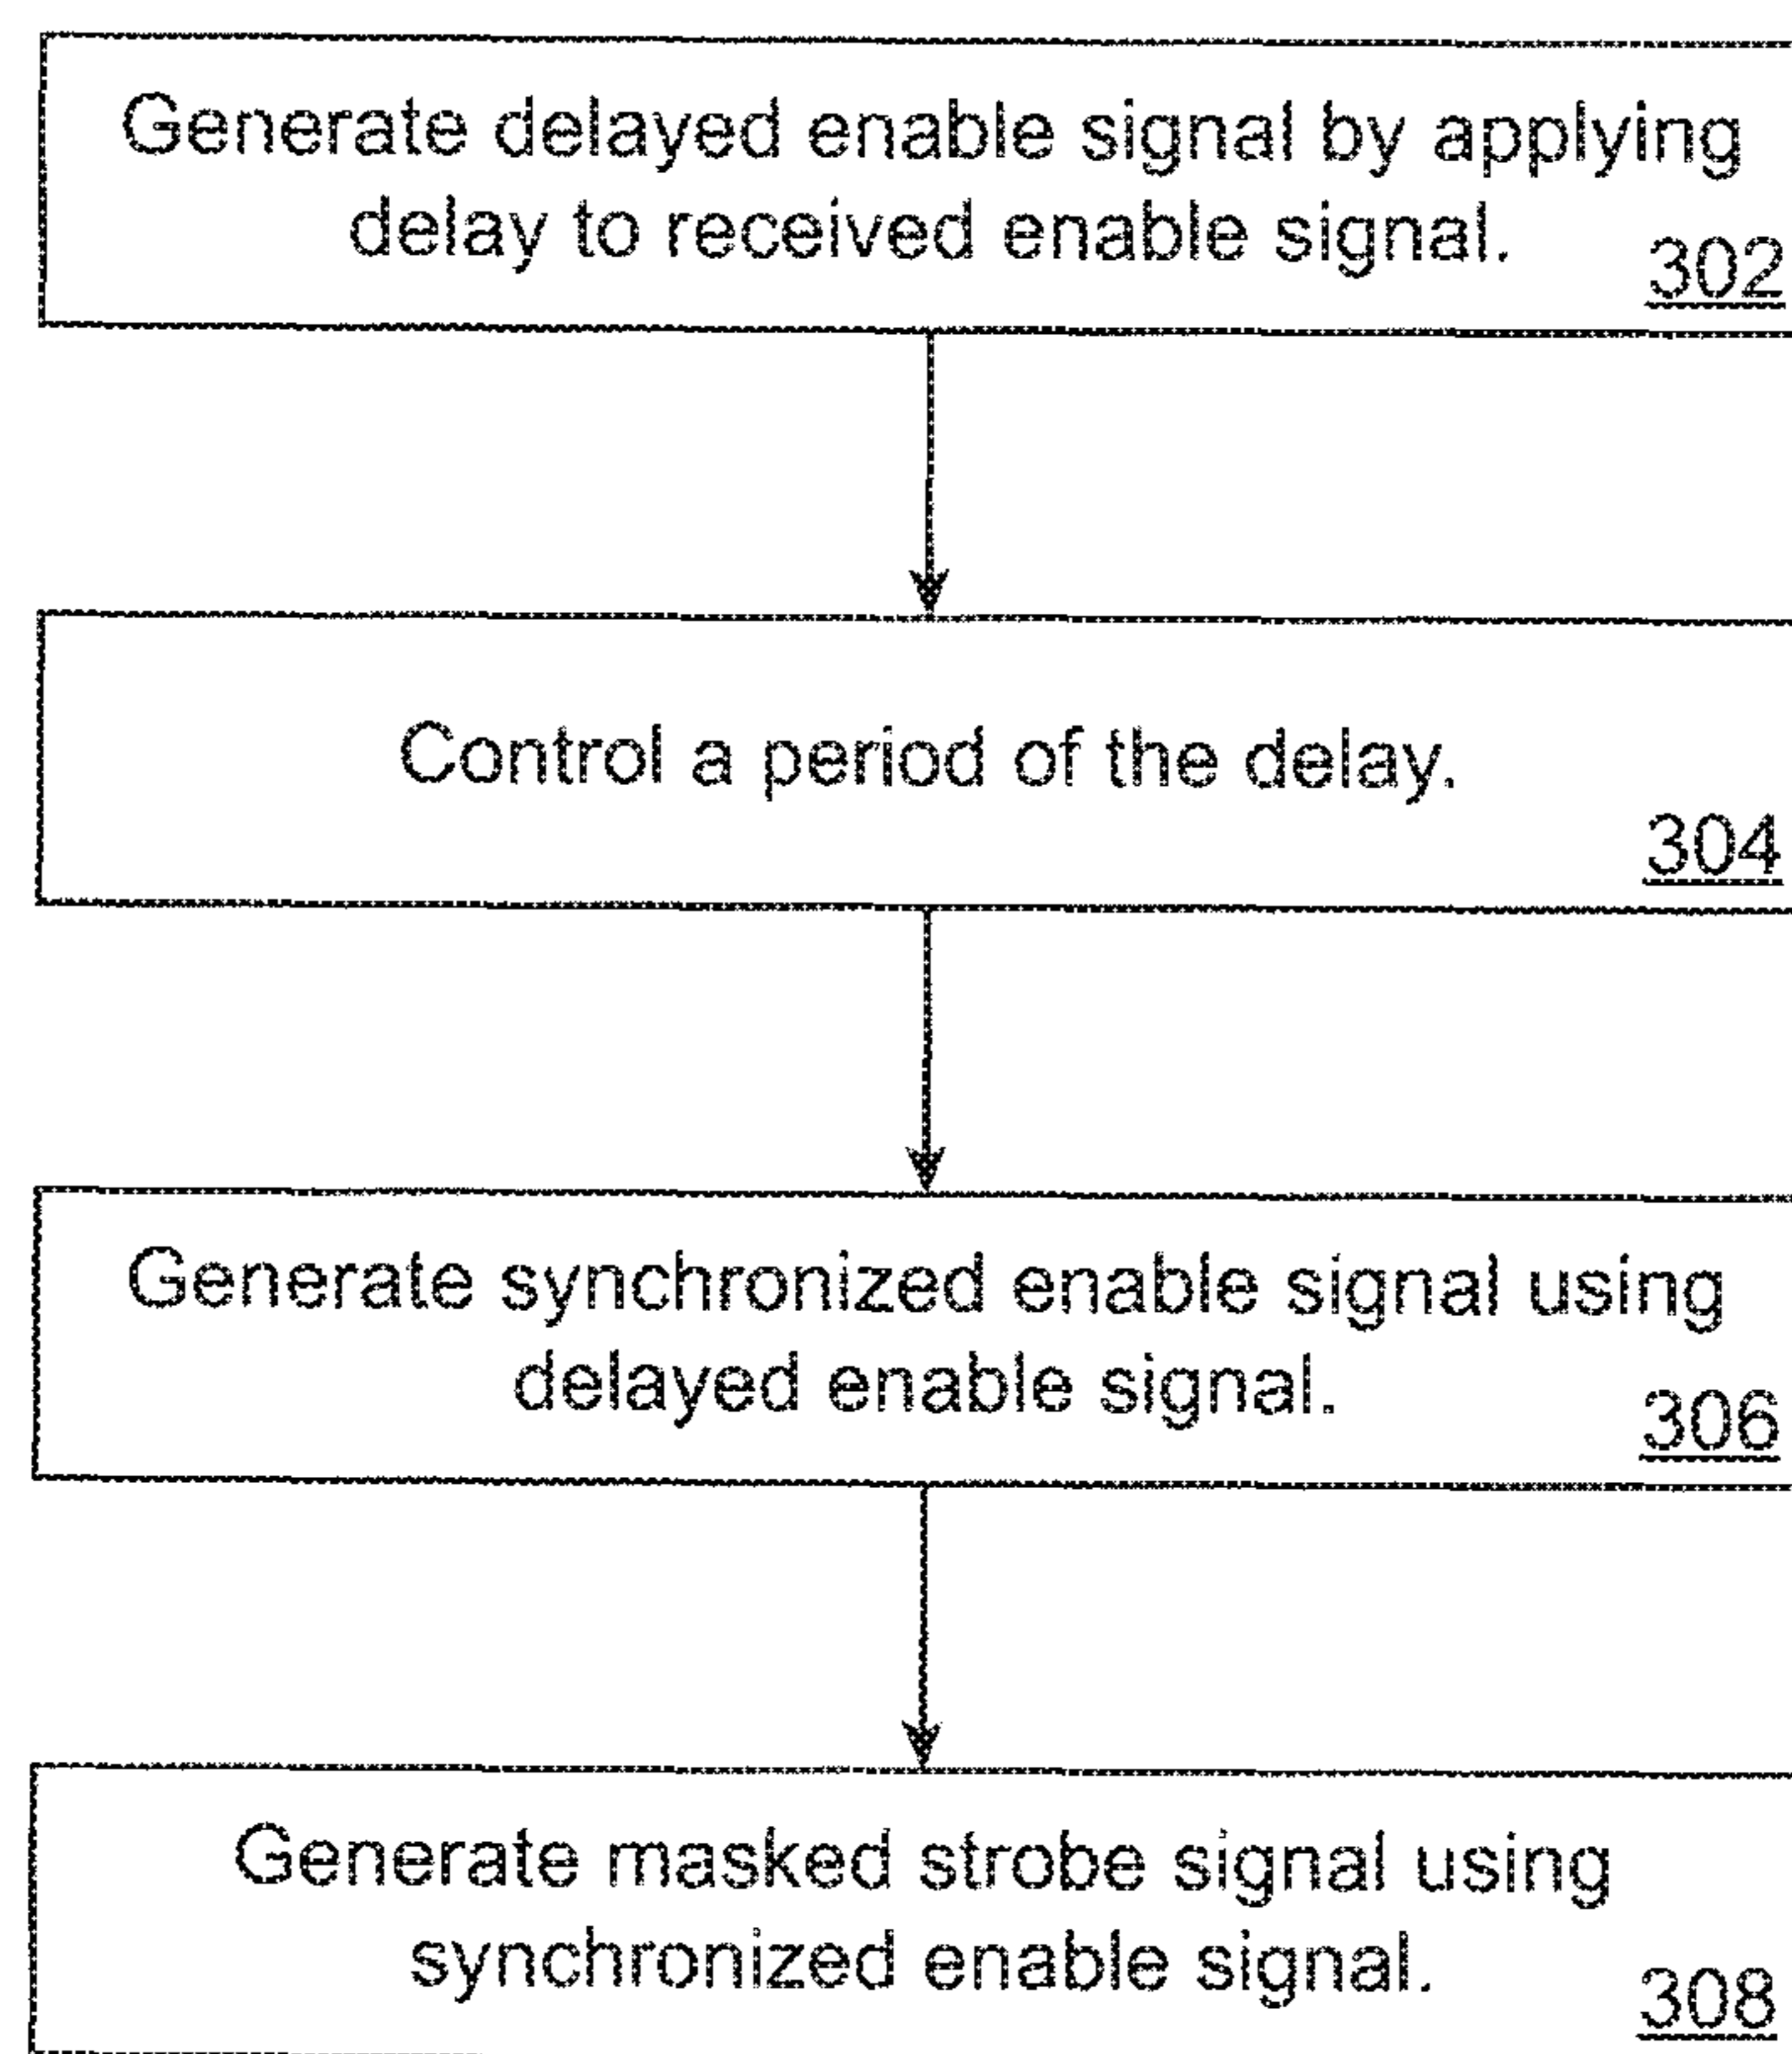 Generate delayed enable signal by applying
delay to received enable signal.
302
Control a period of the delay.
304
Generate synchronized enable signal using
delayed enable signal.
306
Generate masked strobe signal using
synchronized enable signal.
308